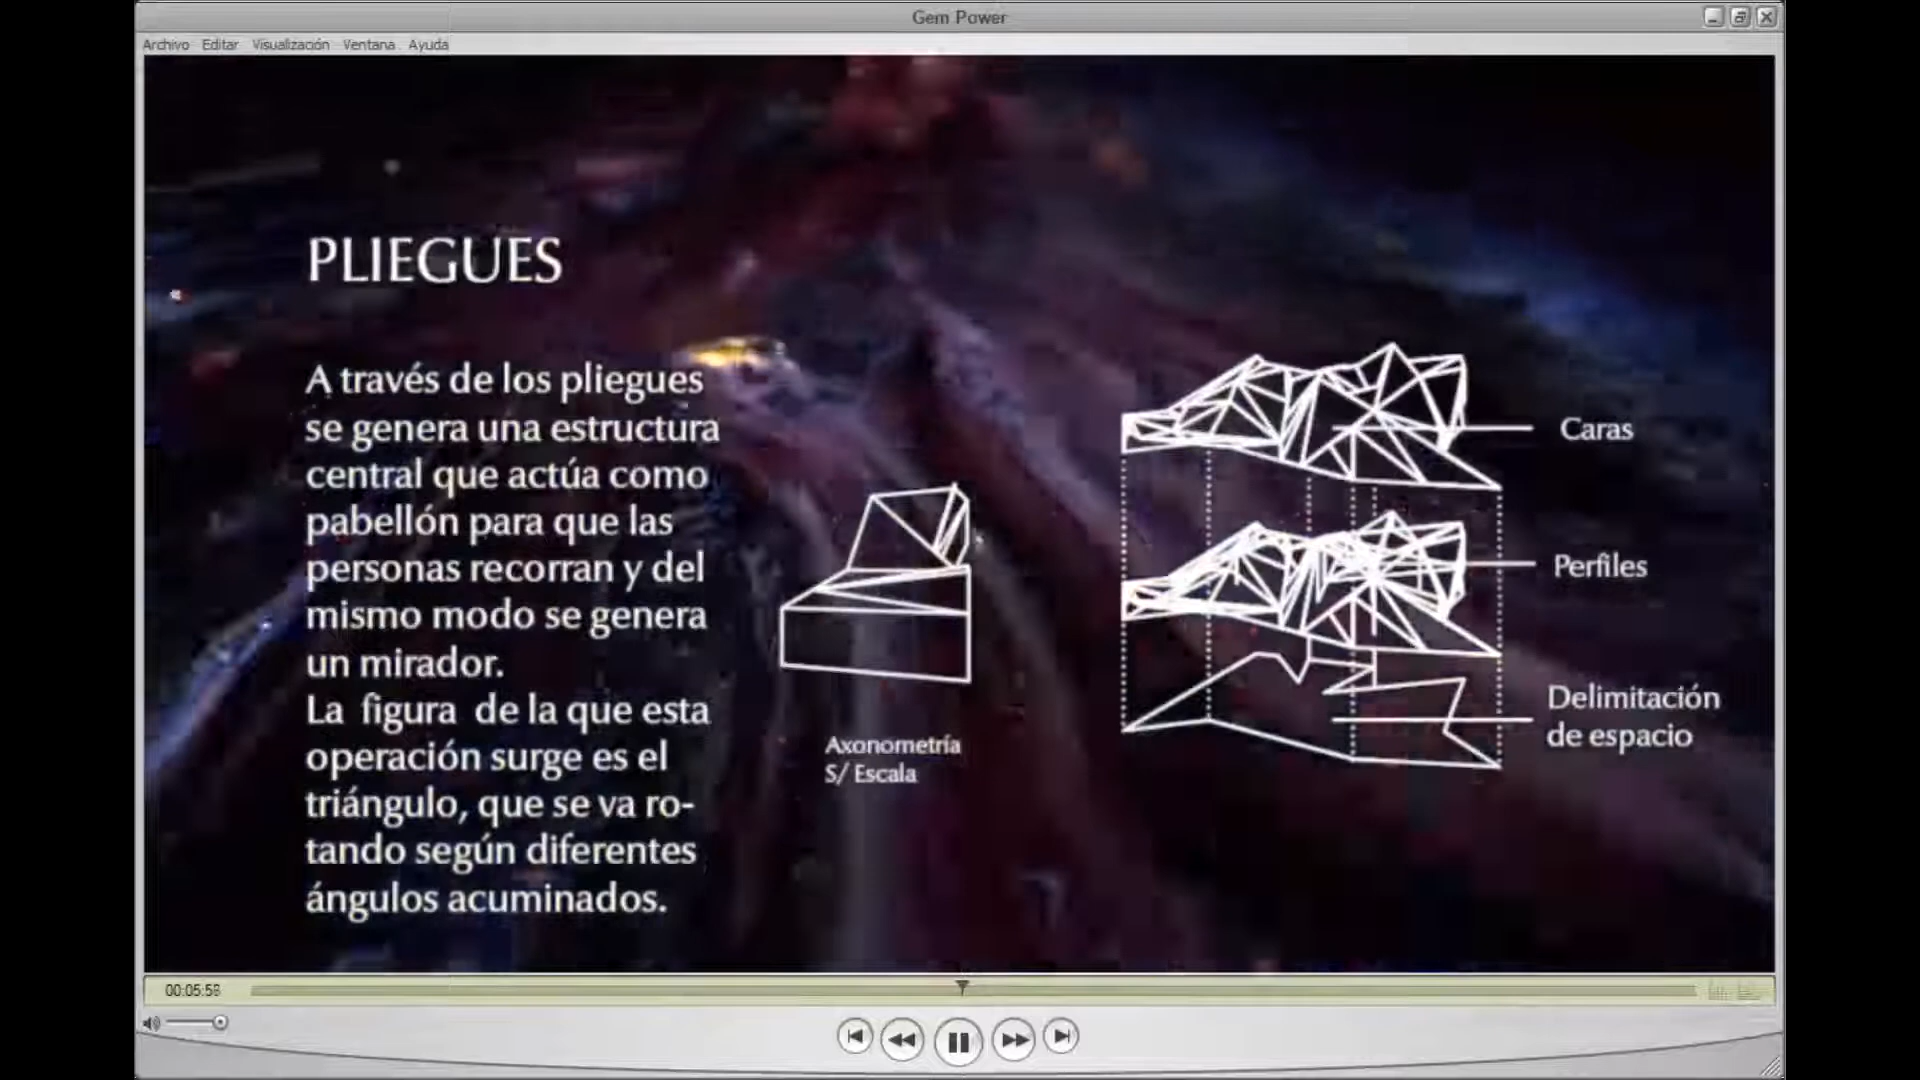 Gem Power
Archivo Editar Visualización Ventana Ayuda
PLIEGUES
A través de los pliegues
se genera una estructura
central que actúa como
pabellón para que las
personas recorran y del
mismo modo se genera
un mirador.
La figura de la que esta
operación surge es el
triángulo, que se va ro-
tando según diferentes
ángulos acuminados.
Axonometría
S/ Escala
Caras
Perfiles
Delimitación
de espacio
00:05:58